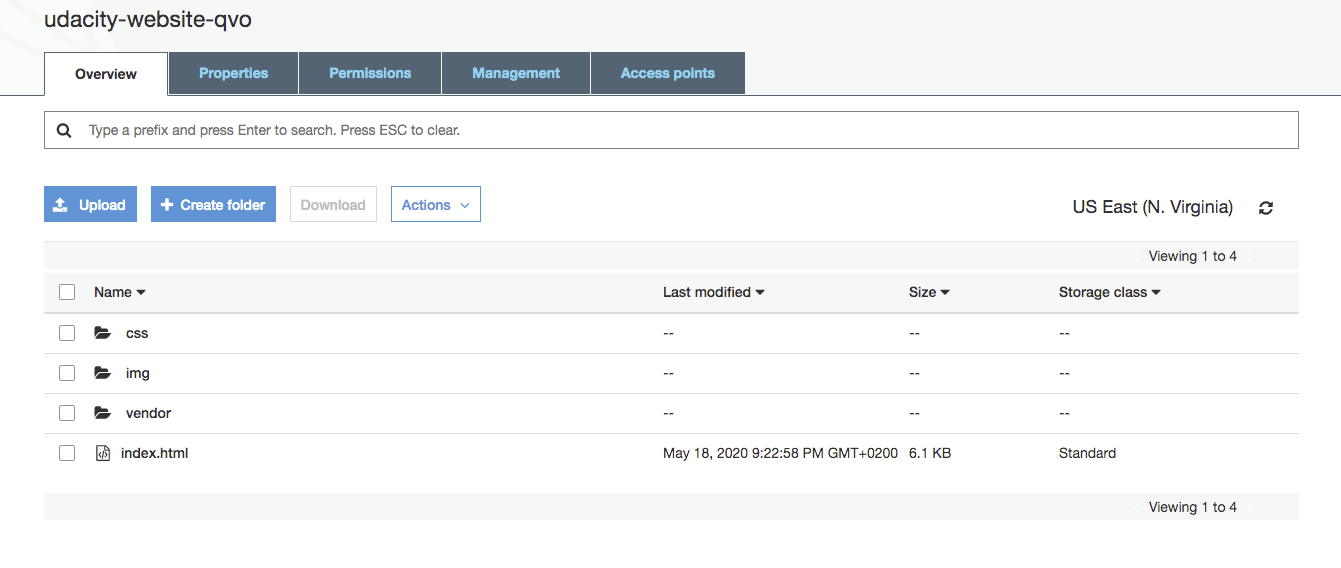 udacity-website-qvo
Overview Properties Permissions Management Access points
Type a prefix and press Enter to search. Press ESC to clear.
Upload Create folder Download Actions US East (N. Virginia)
Viewing 1 to 4
Name Last modified Size Storage class
css -- -- --
img -- -- --
vendor -- -- --
index.html May 18, 2020 9:22:58 PM GMT+0200 6.1 KB Standard
Viewing 1 to 4